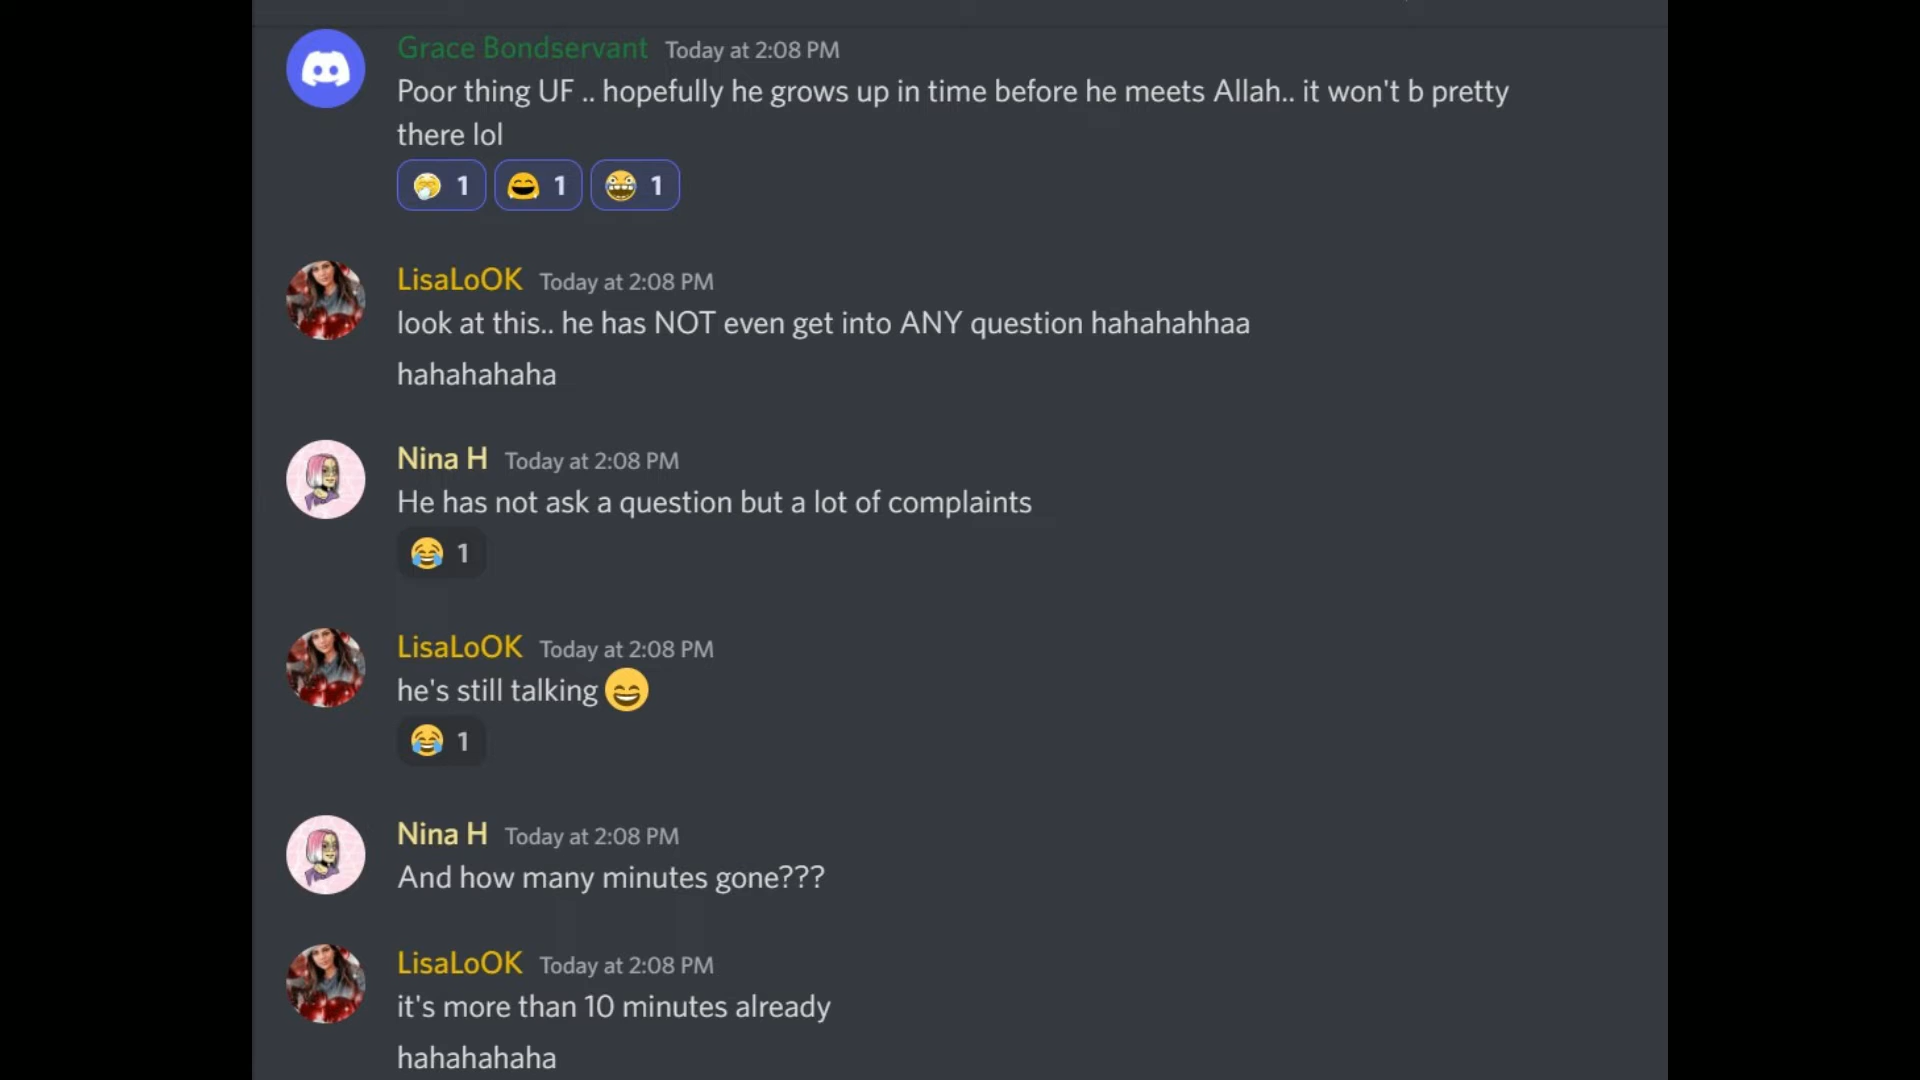 Grace Bondservant Today at 2:08 PM
Poor thing UF .. hopefully he grows up in time before he meets Allah.. it won't b pretty
there lol
1 1 1
LisaLoOK Today at 2:08 PM
look at this.. he has NOT even get into ANY question hahahahhaa
hahahahaha
Nina H Today at 2:08 PM
He has not ask a question but a lot of complaints
1
LisaLoOK Today at 2:08 PM
he's still talking 😄
1
Nina H Today at 2:08 PM
And how many minutes gone???
LisaLoOK Today at 2:08 PM
it's more than 10 minutes already
hahahahaha